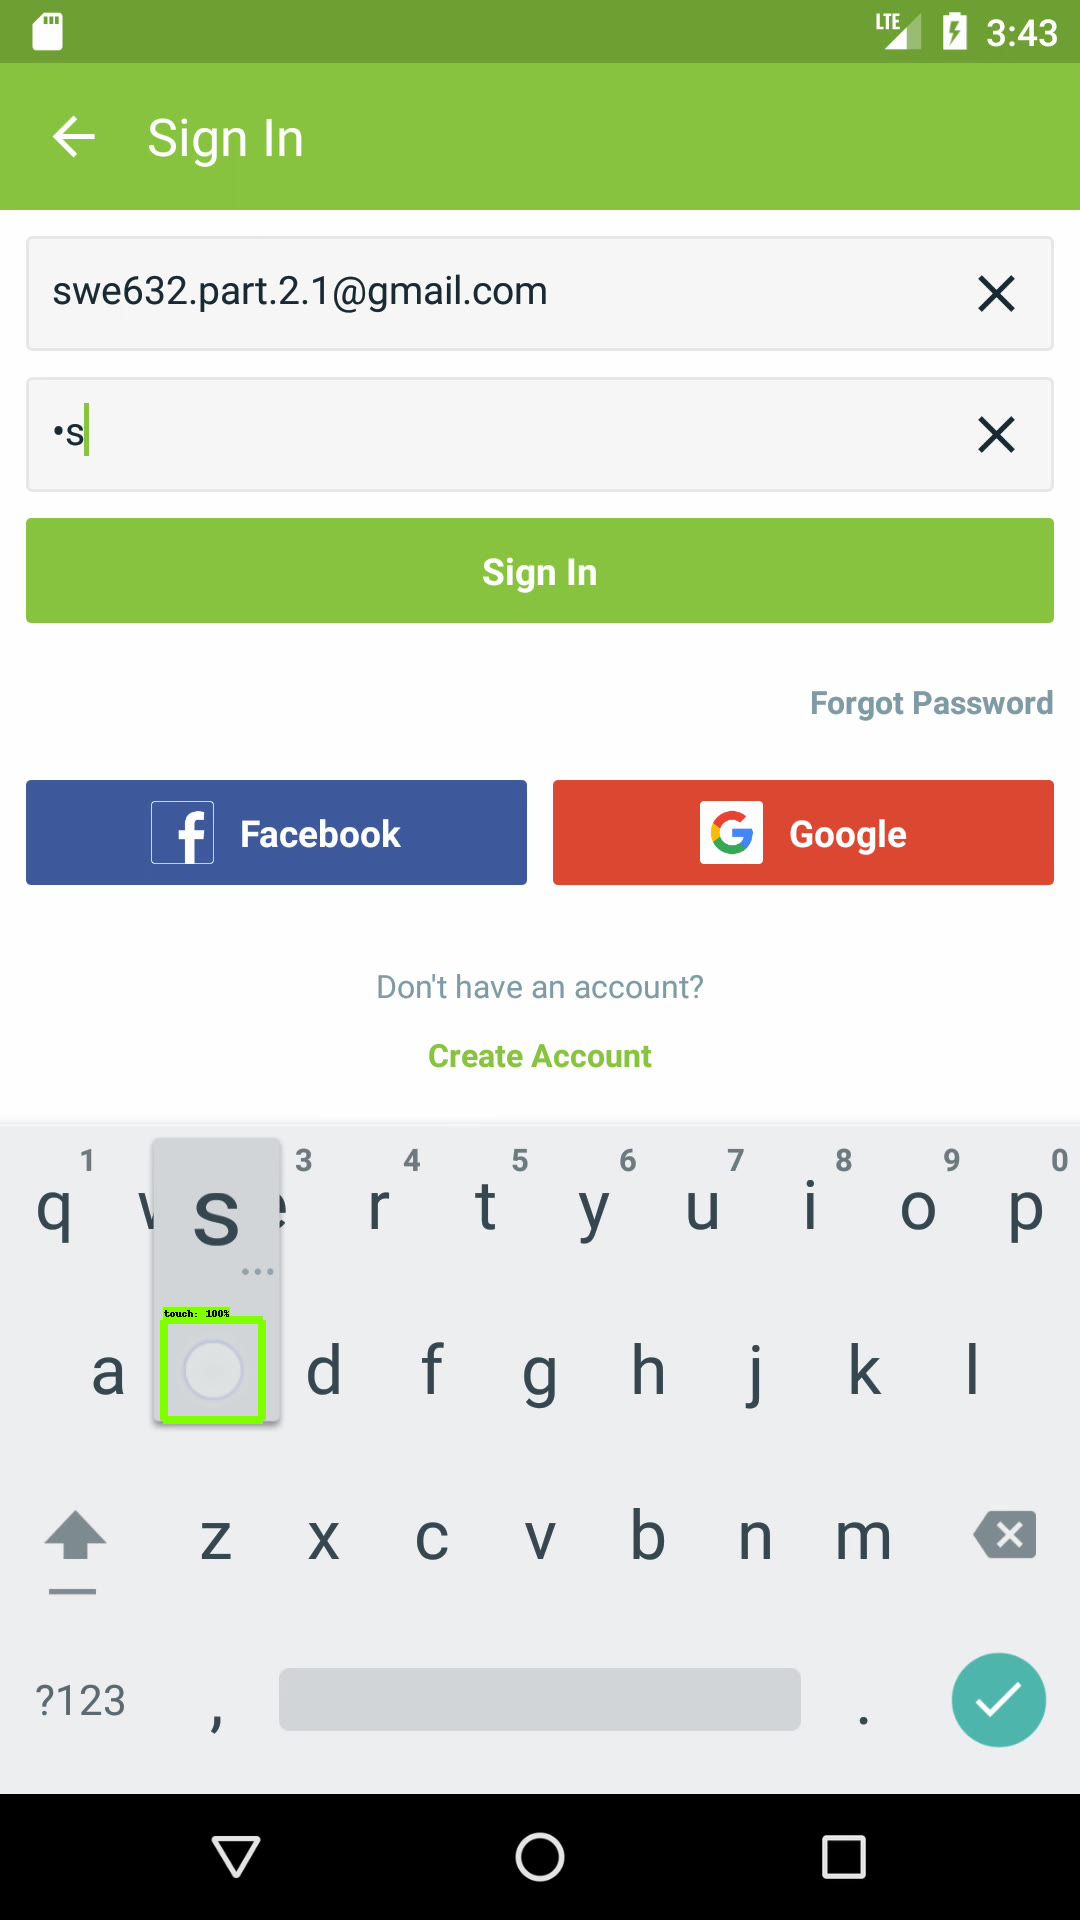 LTE 3:43
Sign In
swe632.part.2.1@gmail.com
•s
Sign In
Forgot Password
Facebook Google
Don't have an account?
Create Account
1 3 4 5 6 7 8 9 0
q s r t y u i o p
touch: 100%
a d f g h j k l
z x c v b n m
?123 , .